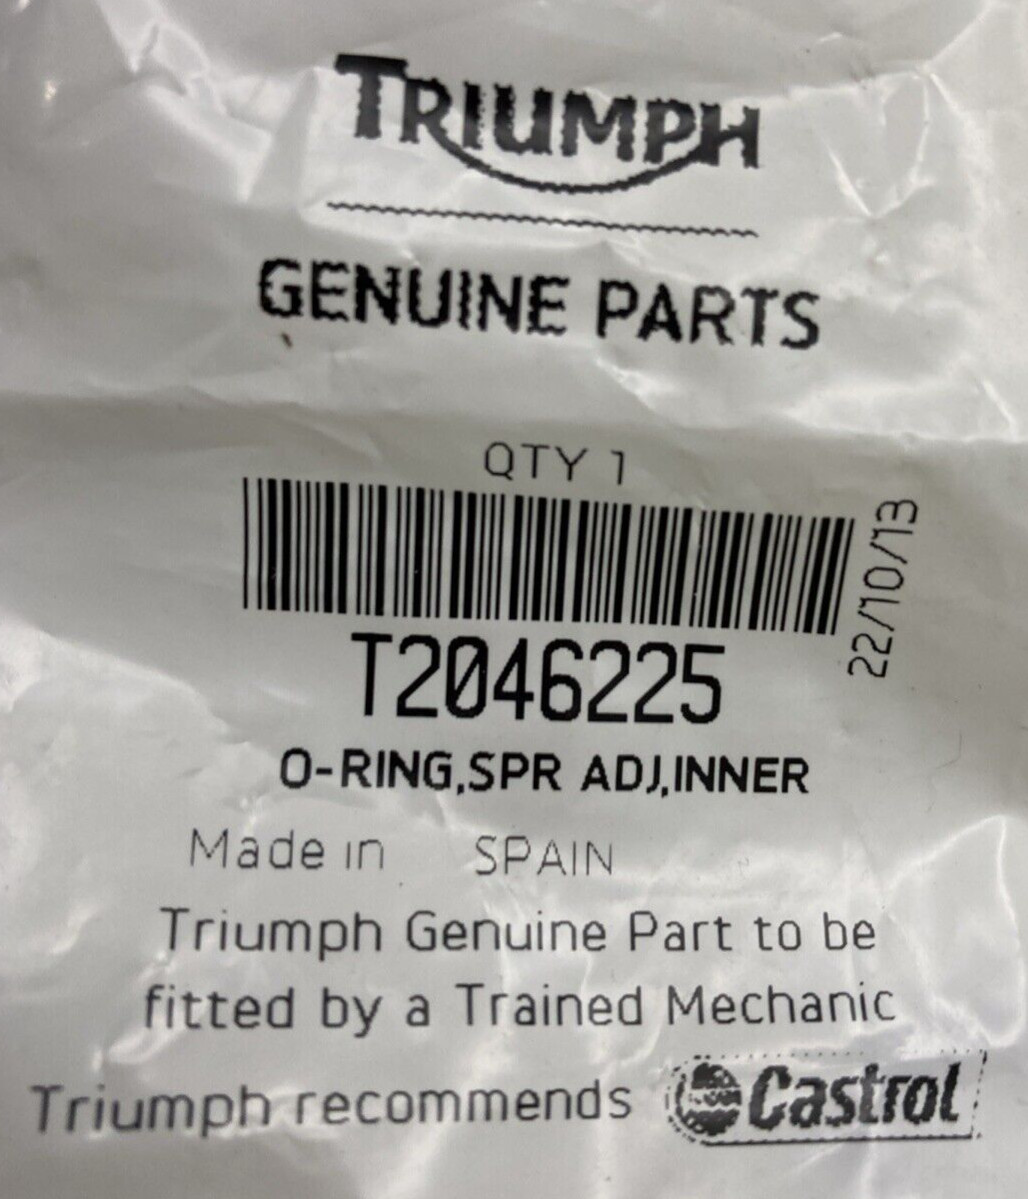 TRIUMPH
GENUINE PARTS
QTY 1
22/10/13
T2046225
O-RING,SPR ADJ,INNER
Made in SPAIN
Triumph Genuine Part to be
fitted by a Trained Mechanic
Triumph recommends Castrol